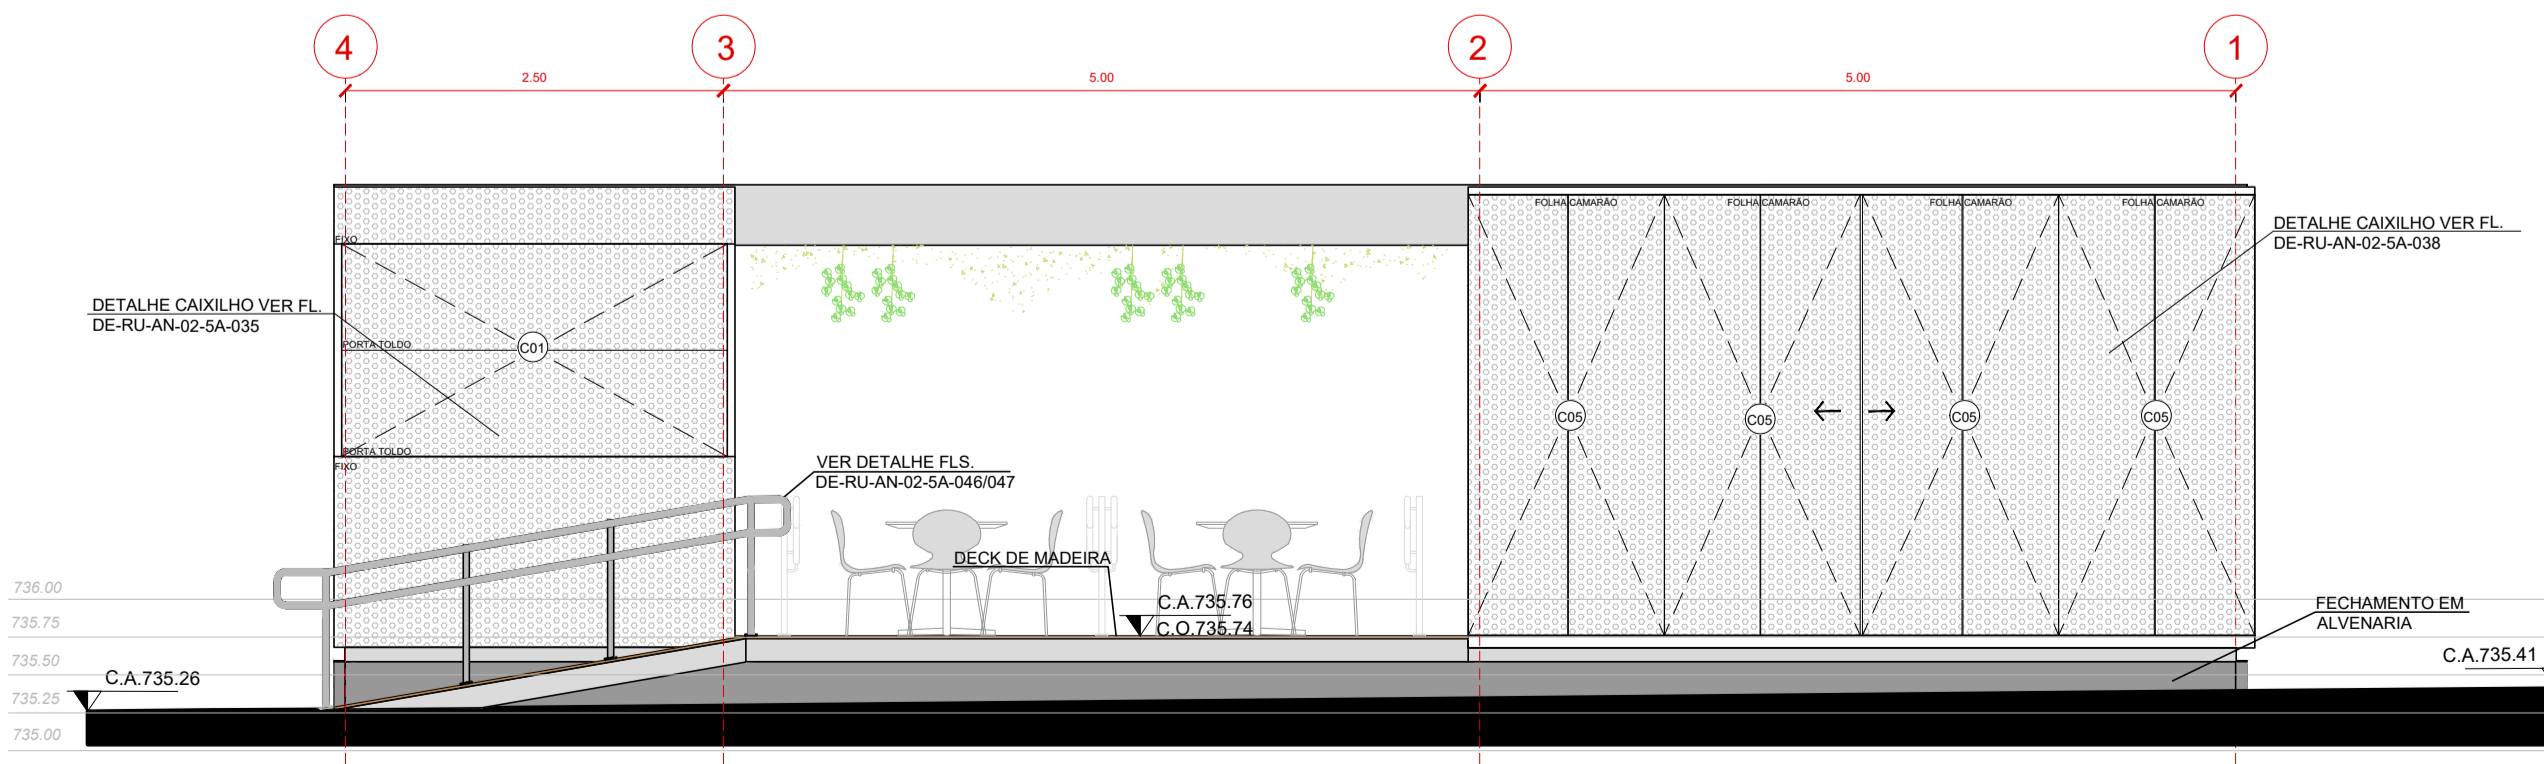 4
3
2
1
2.50
5.00
5.00
FIXO
FOLHA CAMARÃO
FOLHA CAMARÃO
FOLHA CAMARÃO
FOLHA CAMARÃO
DETALHE CAIXILHO VER FL.
DE-RU-AN-02-5A-038
DETALHE CAIXILHO VER FL.
DE-RU-AN-02-5A-035
PORTA TOLDO
C01
C05
C05
C05
C05
PORTA TOLDO
FIXO
VER DETALHE FLS.
DE-RU-AN-02-5A-046/047
DECK DE MADEIRA
C.A.735.76
C.O.735.74
FECHAMENTO EM
ALVENARIA
736.00
735.75
735.50
735.25
735.00
C.A.735.26
C.A.735.41